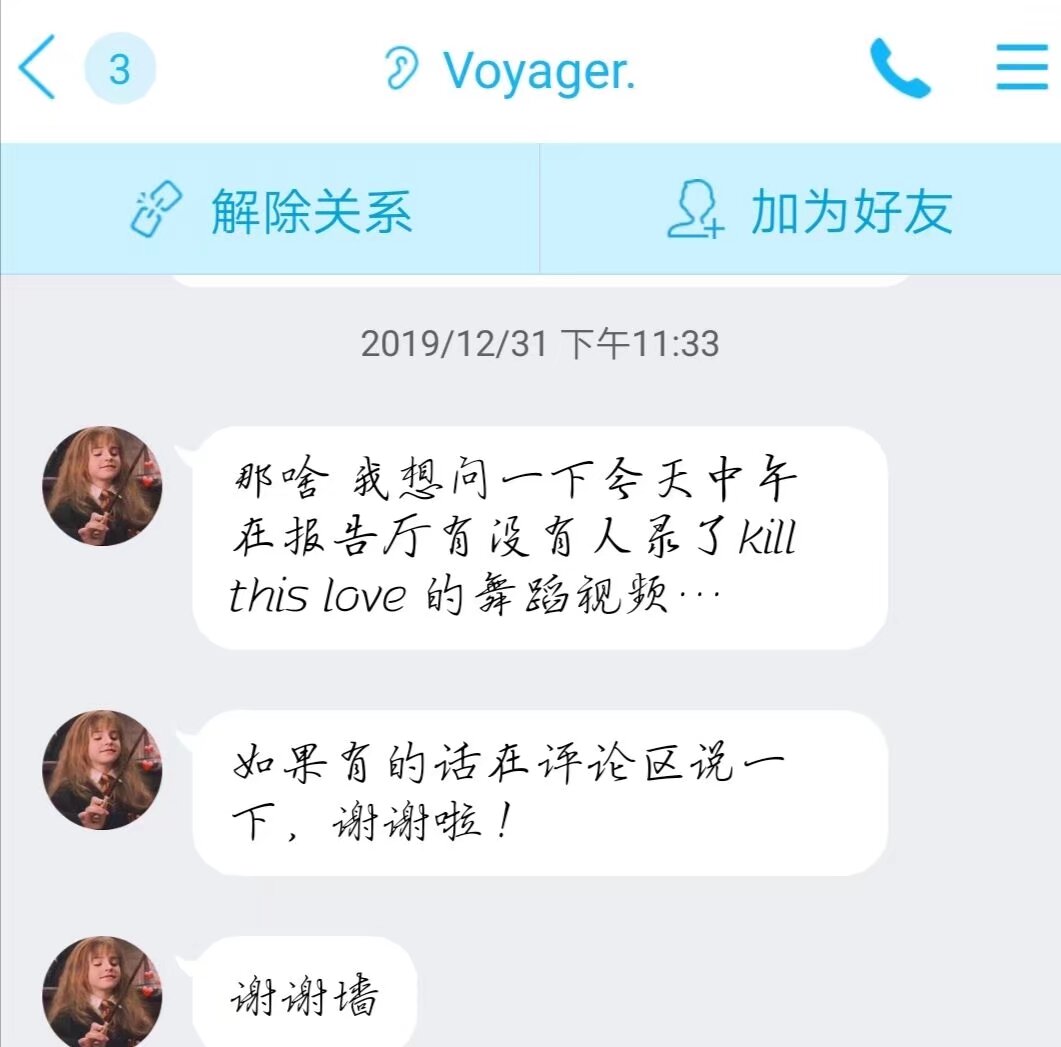 3
Voyager.
解除关系
加为好友
2019/12/31 下午11:33
那啥 我想问一下今天中午
在报告厅有没有人录了kill
this love 的舞蹈视频…
如果有的话在评论区说一
下，谢谢啦！
谢谢墙